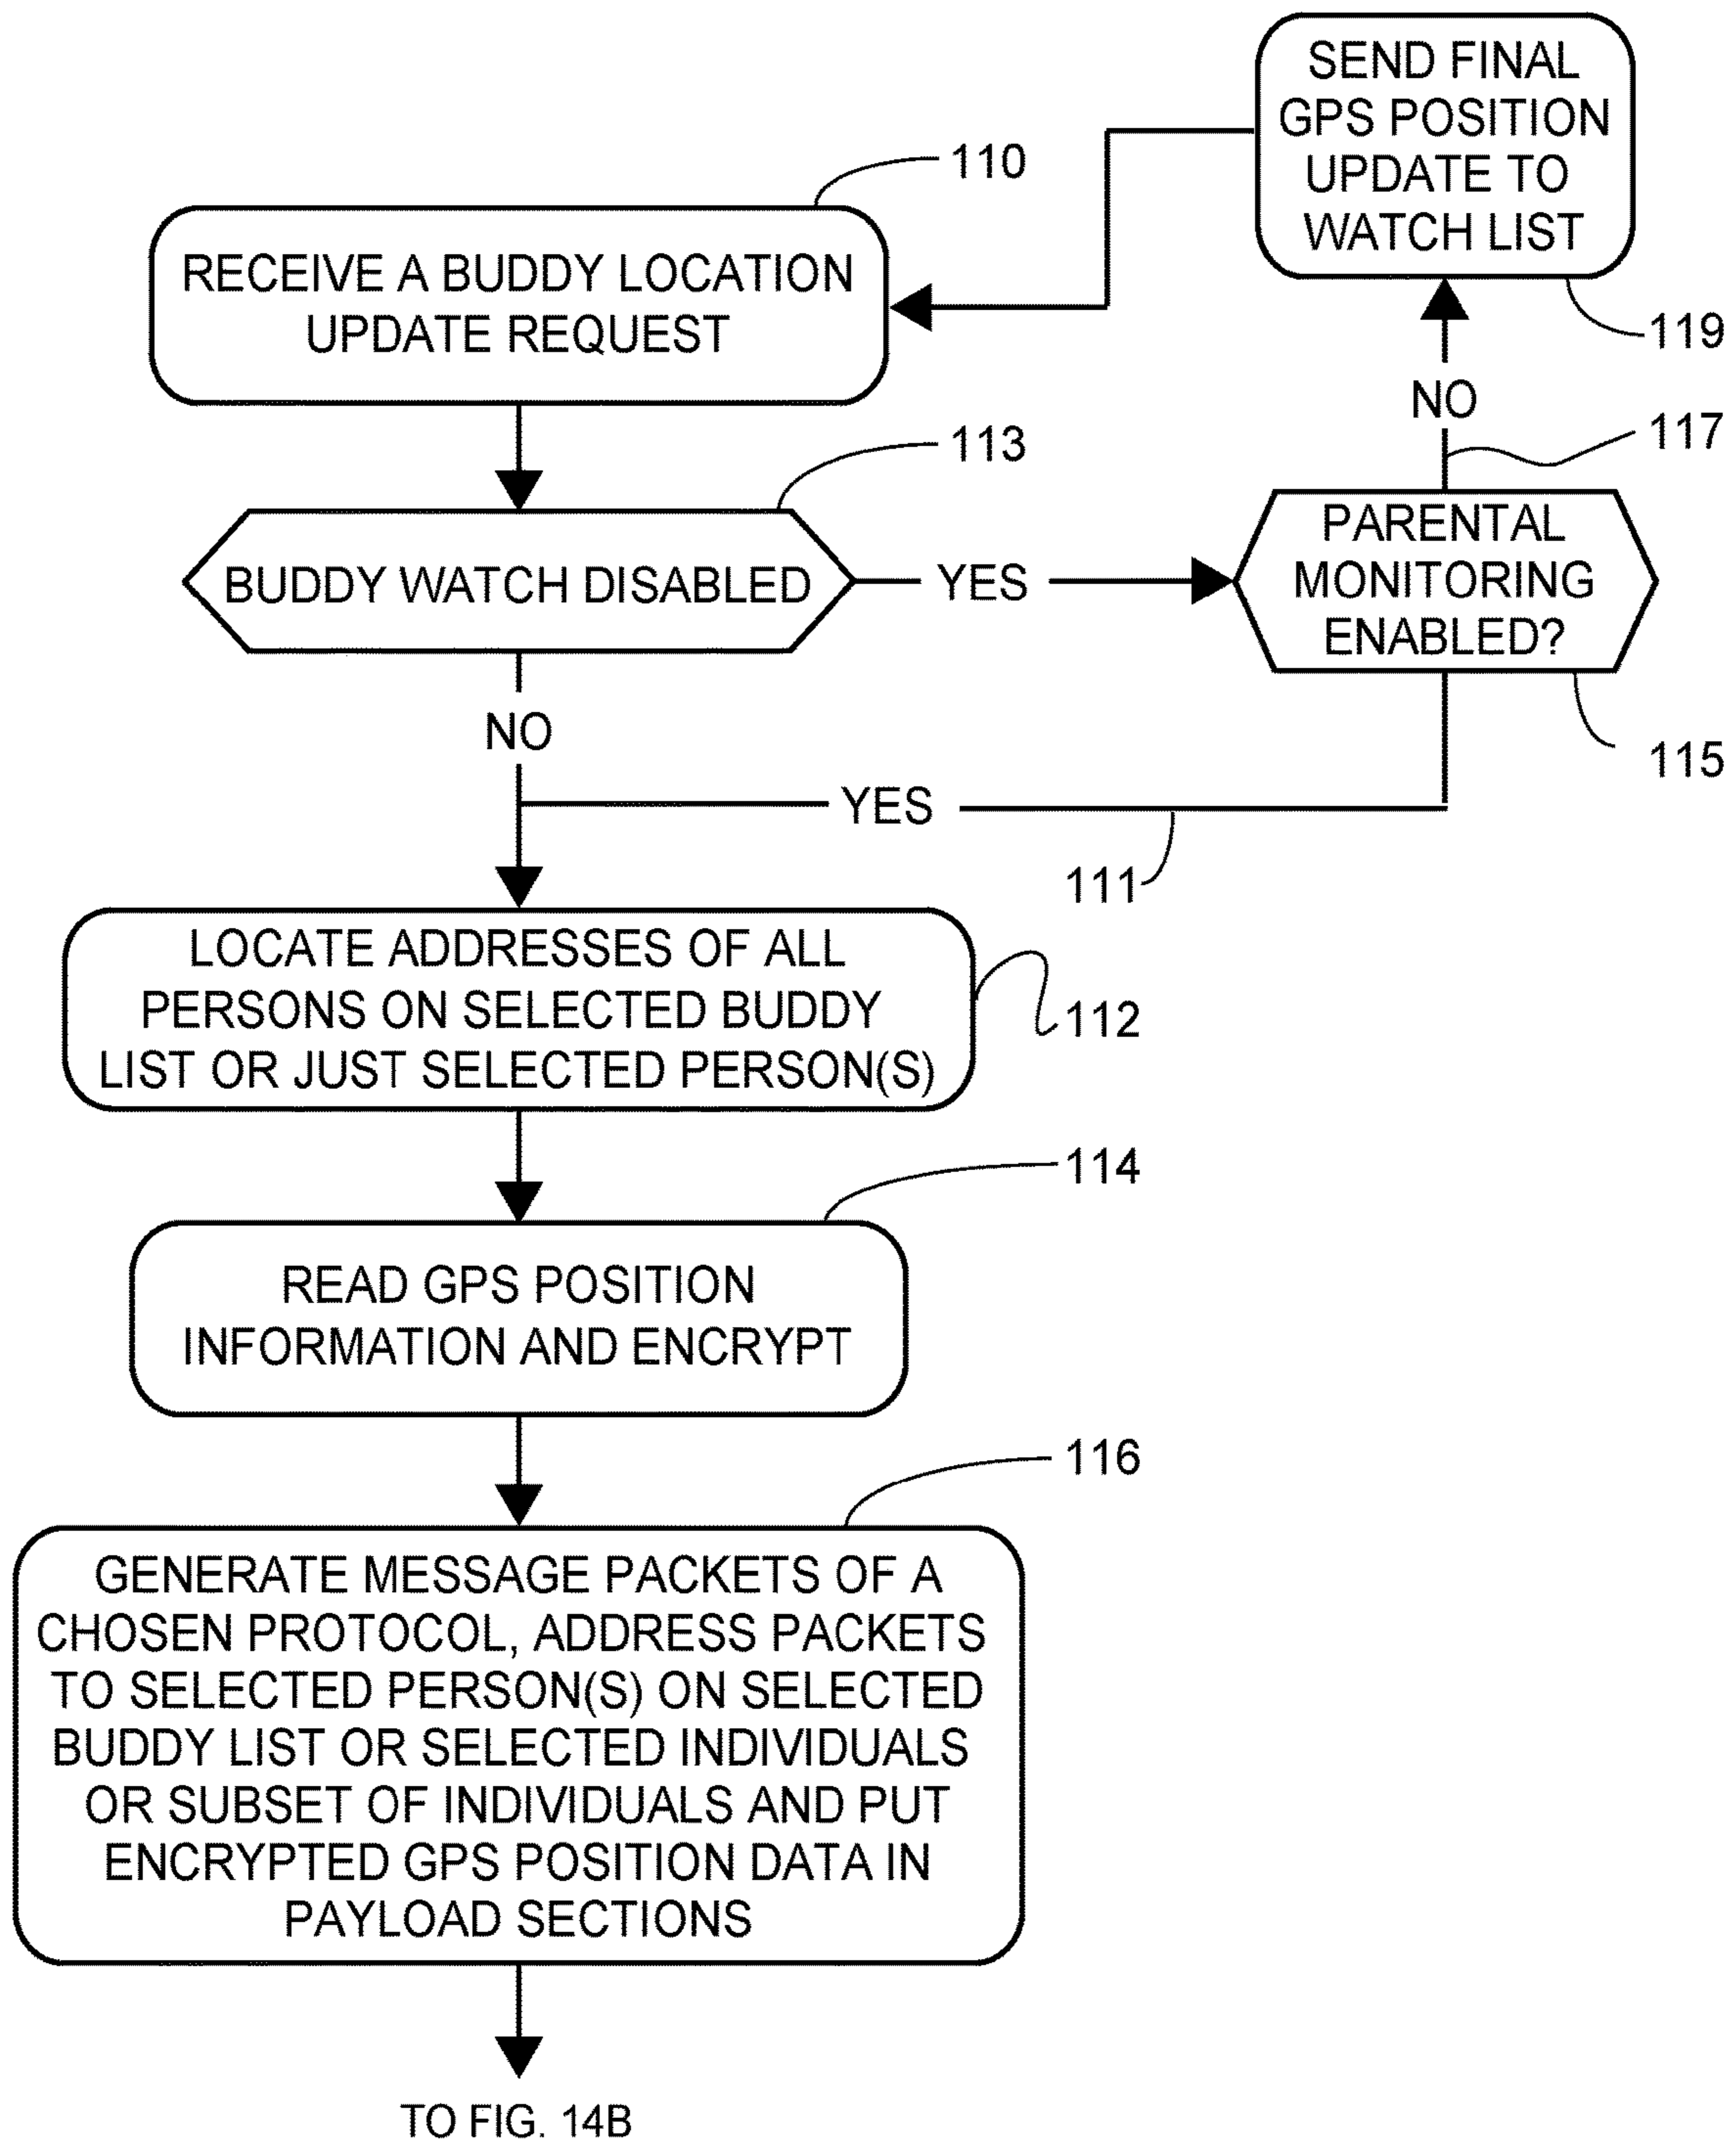 SEND FINAL
GPS POSITION
UPDATE TO
WATCH LIST
119
110
RECEIVE A BUDDY LOCATION
UPDATE REQUEST
NO
117
113
BUDDY WATCH DISABLED
YES
PARENTAL
MONITORING
ENABLED?
115
NO
YES
111
LOCATE ADDRESSES OF ALL
PERSONS ON SELECTED BUDDY
LIST OR JUST SELECTED PERSON(S)
112
114
READ GPS POSITION
INFORMATION AND ENCRYPT
116
GENERATE MESSAGE PACKETS OF A
CHOSEN PROTOCOL, ADDRESS PACKETS
TO SELECTED PERSON(S) ON SELECTED
BUDDY LIST OR SELECTED INDIVIDUALS
OR SUBSET OF INDIVIDUALS AND PUT
ENCRYPTED GPS POSITION DATA IN
PAYLOAD SECTIONS
TO FIG. 14B